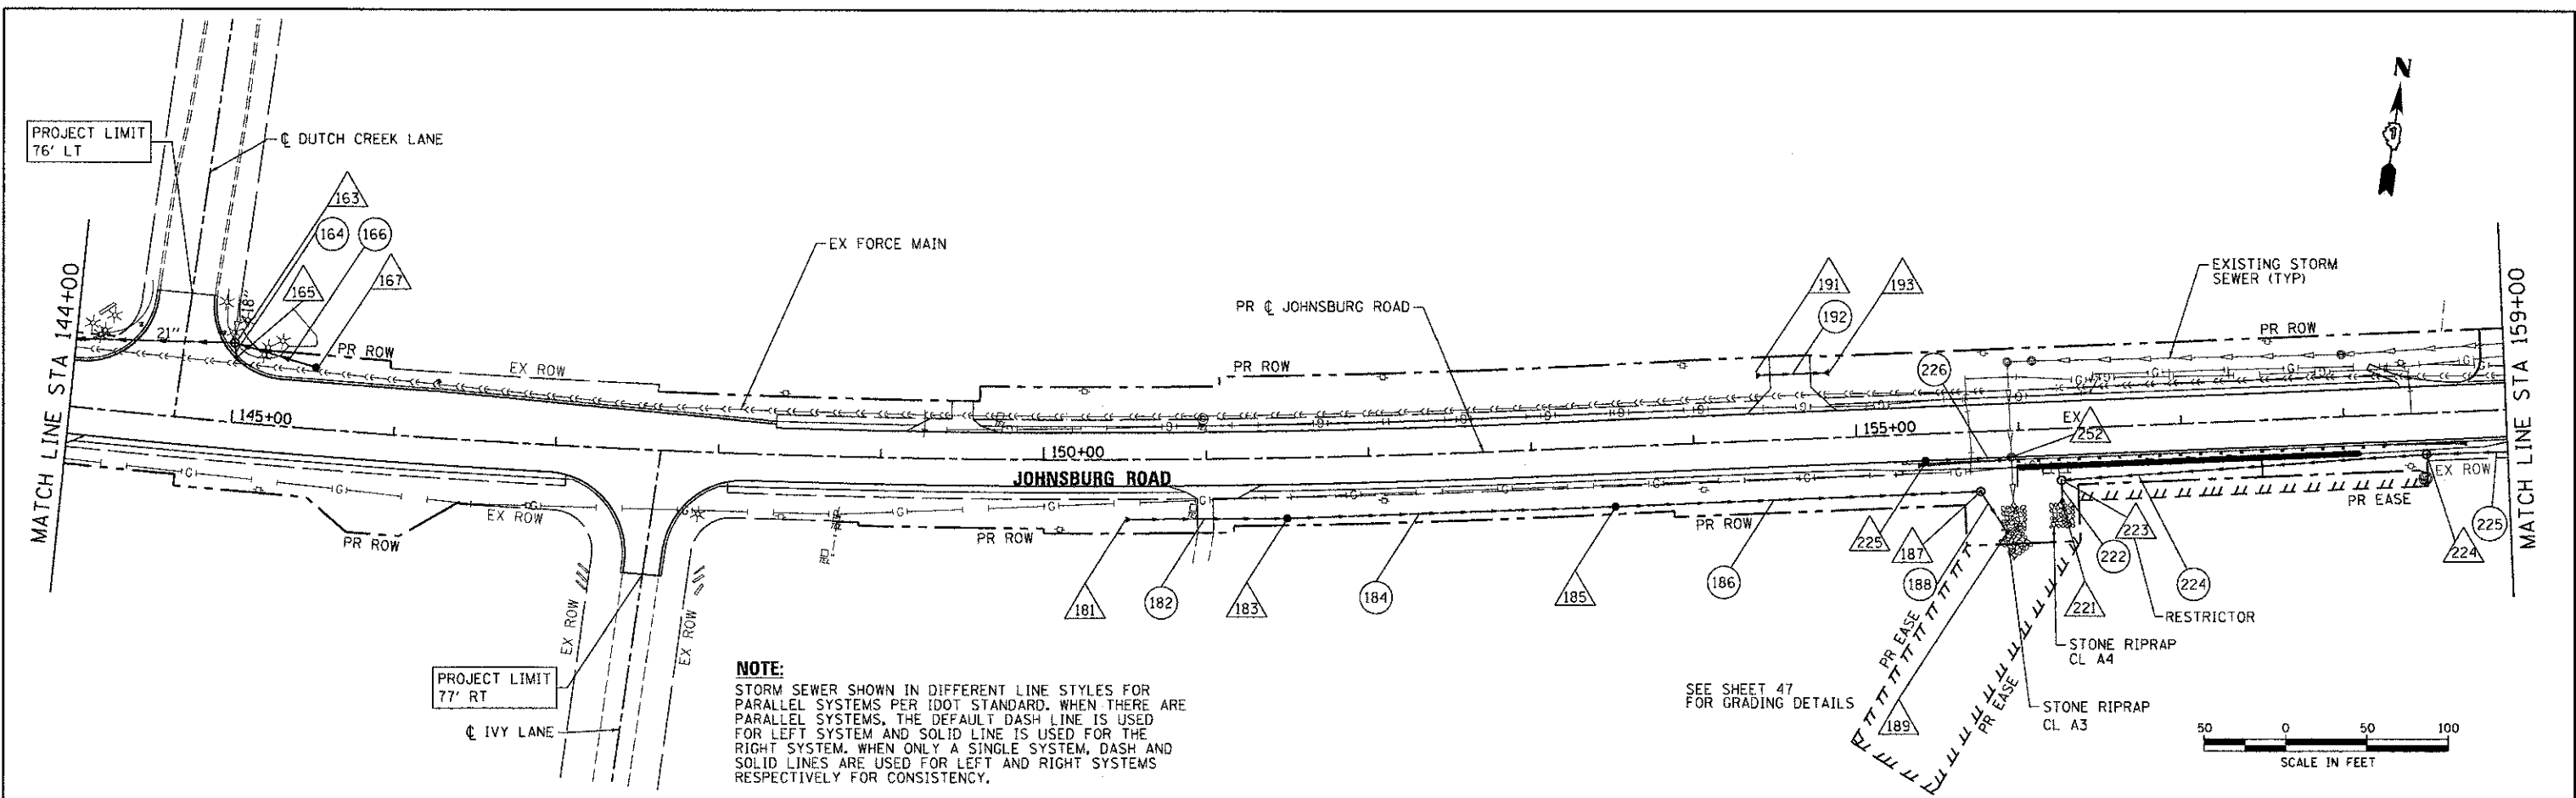 N
PROJECT LIMIT
76' LT
℄ DUTCH CREEK LANE
163
164
166
165
167
18"
21"
EX FORCE MAIN
PR ℄ JOHNSBURG ROAD
191
193
192
EXISTING STORM
SEWER (TYP)
226
MATCH LINE STA 144+00
MATCH LINE STA 159+00
PR ROW
EX ROW
PR ROW
PR ROW
PR ROW
145+00
150+00
155+00
EX
252
JOHNSBURG ROAD
EX ROW
PR ROW
PR ROW
PR ROW
EX ROW
PR EASE
EX ROW
EX ROW
181
182
183
184
185
186
225
187
188
223
222
221
224
224
225
RESTRICTOR
STONE RIPRAP
CL A4
STONE RIPRAP
CL A3
PR EASE
PR EASE
189
SEE SHEET 47
FOR GRADING DETAILS
PROJECT LIMIT
77' RT
℄ IVY LANE
NOTE:
STORM SEWER SHOWN IN DIFFERENT LINE STYLES FOR
PARALLEL SYSTEMS PER IDOT STANDARD. WHEN THERE ARE
PARALLEL SYSTEMS, THE DEFAULT DASH LINE IS USED
FOR LEFT SYSTEM AND SOLID LINE IS USED FOR THE
RIGHT SYSTEM. WHEN ONLY A SINGLE SYSTEM, DASH AND
SOLID LINES ARE USED FOR LEFT AND RIGHT SYSTEMS
RESPECTIVELY FOR CONSISTENCY.
50 0 50 100
SCALE IN FEET